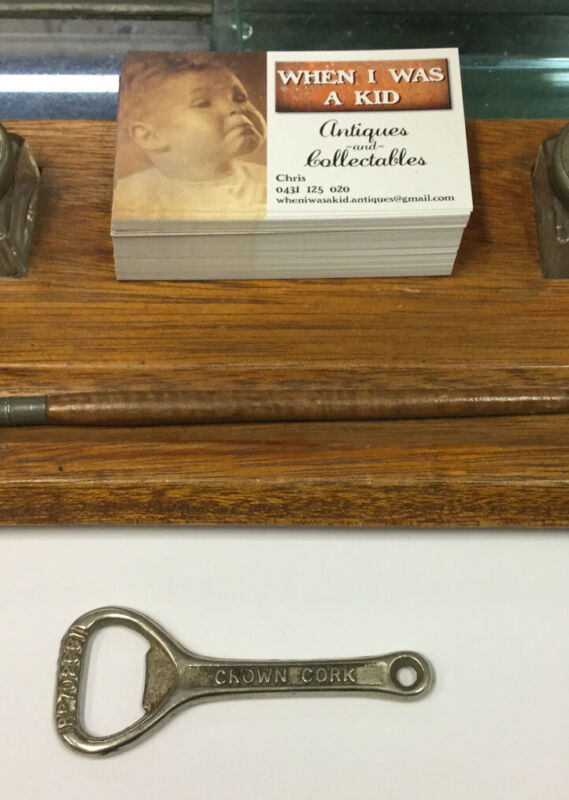 WHEN I WAS
A KID
Antiques
~and~
Collectables
Chris
0431 125 020
wheniwasakid.antiques@gmail.com
CROWN CORK